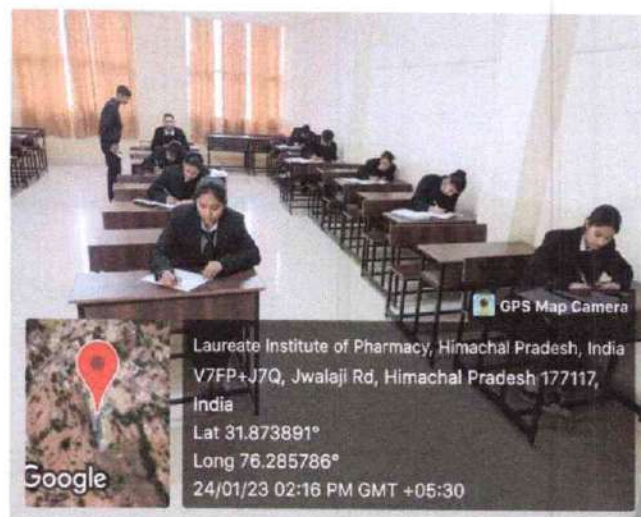 GPS Map Camera
Laureate Institute of Pharmacy, Himachal Pradesh, India
V7FP+J7Q, Jwalaji Rd, Himachal Pradesh 177117,
India
Lat 31.873891°
Long 76.285786°
24/01/23 02:16 PM GMT +05:30
Google